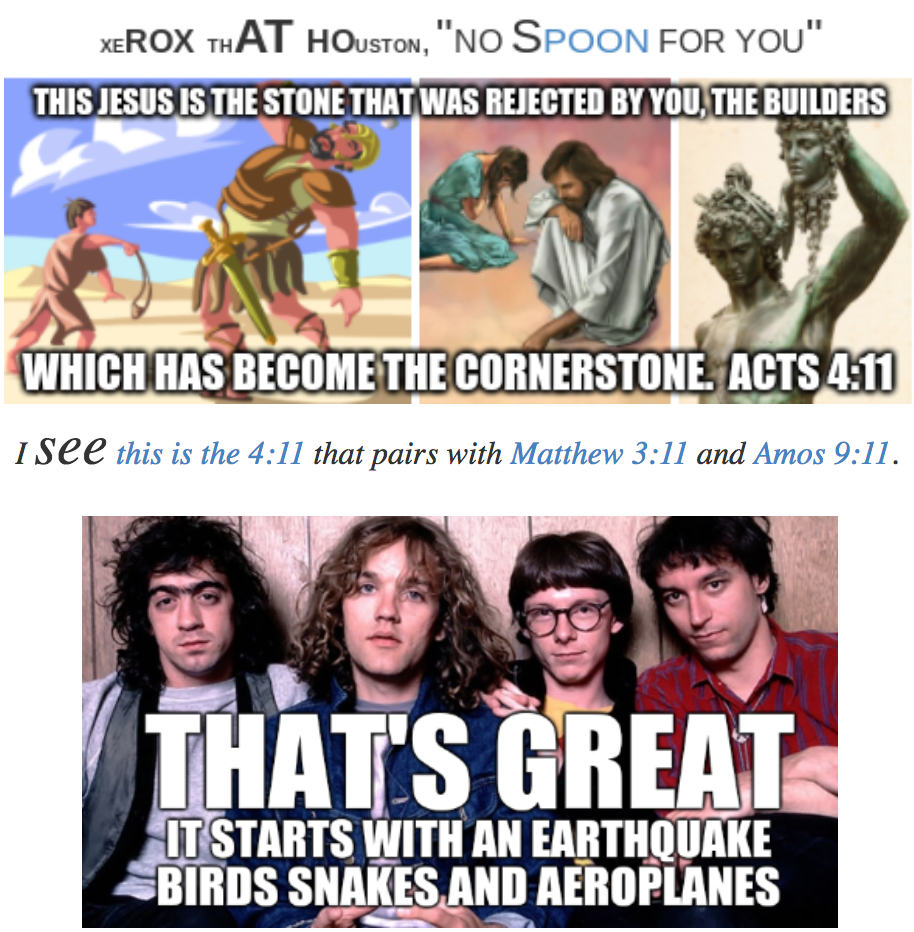 XEROX THAT HOUSTON, "NO SPOON FOR YOU"
THIS JESUS IS THE STONE THAT WAS REJECTED BY YOU, THE BUILDERS
WHICH HAS BECOME THE CORNERSTONE. ACTS 4:11
I see this is the 4:11 that pairs with Matthew 3:11 and Amos 9:11.
THAT'S GREAT
IT STARTS WITH AN EARTHQUAKE
BIRDS SNAKES AND AEROPLANES